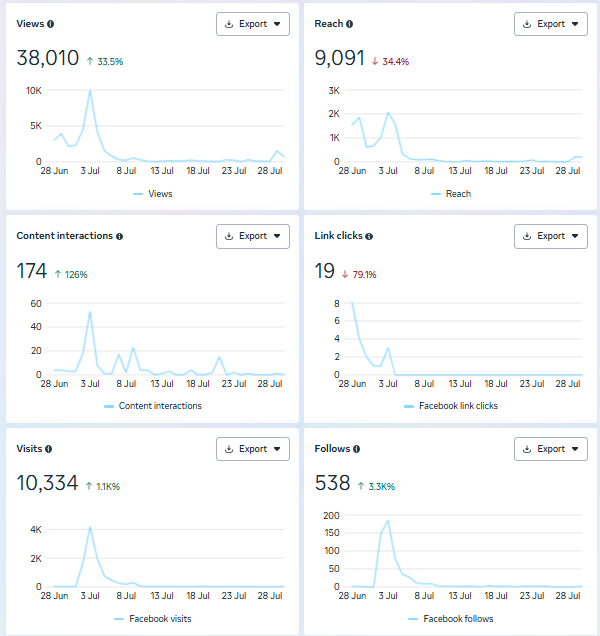 Views
Export
38,010 ↑ 33.5%
10K
5K
0
28 Jun 3 Jul 8 Jul 13 Jul 18 Jul 23 Jul 28 Jul
Views
Reach
Export
9,091 ↓ 34.4%
3K
2K
1K
0
28 Jun 3 Jul 8 Jul 13 Jul 18 Jul 23 Jul 28 Jul
Reach
Content interactions
Export
174 ↑ 126%
60
40
20
0
28 Jun 3 Jul 8 Jul 13 Jul 18 Jul 23 Jul 28 Jul
Content interactions
Link clicks
Export
19 ↓ 79.1%
8
6
4
2
0
28 Jun 3 Jul 8 Jul 13 Jul 18 Jul 23 Jul 28 Jul
Facebook link clicks
Visits
Export
10,334 ↑ 1.1K%
4K
2K
0
28 Jun 3 Jul 8 Jul 13 Jul 18 Jul 23 Jul 28 Jul
Facebook visits
Follows
Export
538 ↑ 3.3K%
200
150
100
50
0
28 Jun 3 Jul 8 Jul 13 Jul 18 Jul 23 Jul 28 Jul
Facebook follows